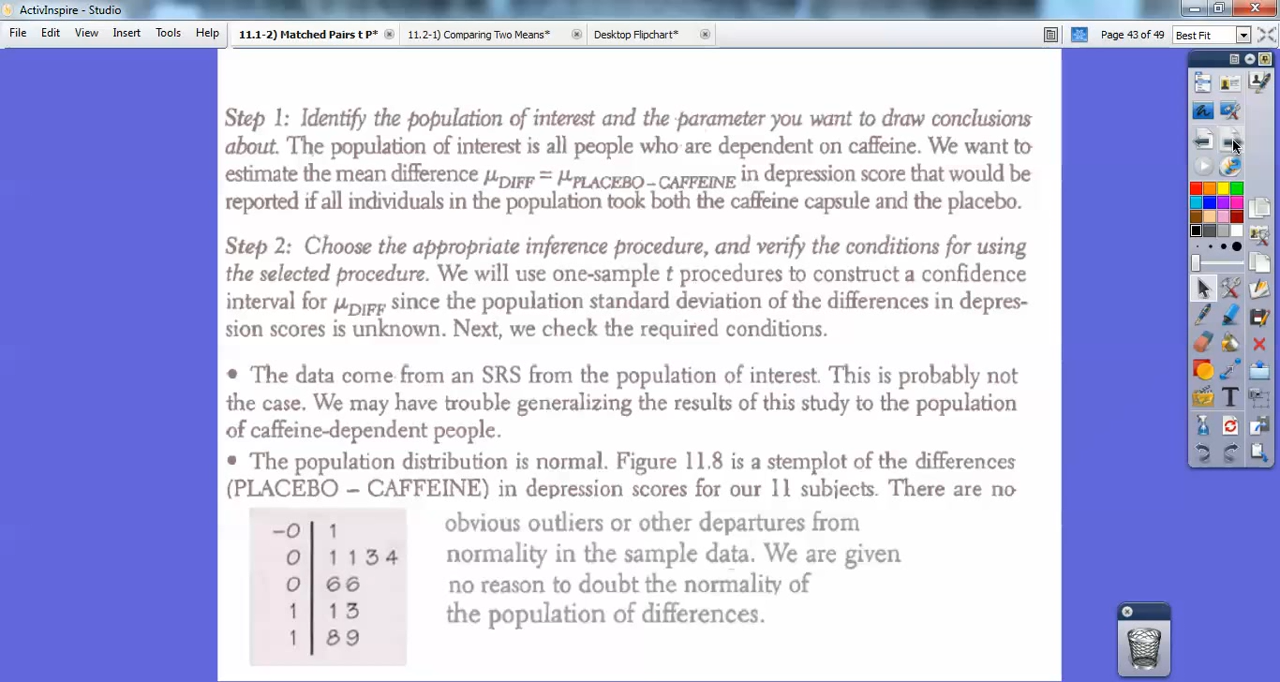 ActivInspire - Studio
File Edit View Insert Tools Help
11.1-2) Matched Pairs t P* 11.2-1) Comparing Two Means* Desktop Flipchart* Page 43 of 49 Best Fit
Step 1: Identify the population of interest and the parameter you want to draw conclusions
about. The population of interest is all people who are dependent on caffeine. We want to
estimate the mean difference μDIFF = μPLACEBO – CAFFEINE in depression score that would be
reported if all individuals in the population took both the caffeine capsule and the placebo.
Step 2: Choose the appropriate inference procedure, and verify the conditions for using
the selected procedure. We will use one-sample t procedures to construct a confidence
interval for μDIFF since the population standard deviation of the differences in depres-
sion scores is unknown. Next, we check the required conditions.
• The data come from an SRS from the population of interest. This is probably not
the case. We may have trouble generalizing the results of this study to the population
of caffeine-dependent people.
• The population distribution is normal. Figure 11.8 is a stemplot of the differences
(PLACEBO – CAFFEINE) in depression scores for our 11 subjects. There are no
obvious outliers or other departures from
normality in the sample data. We are given
no reason to doubt the normality of
the population of differences.
-0 | 1
0 | 1 1 3 4
0 | 6 6
1 | 1 3
1 | 8 9
T